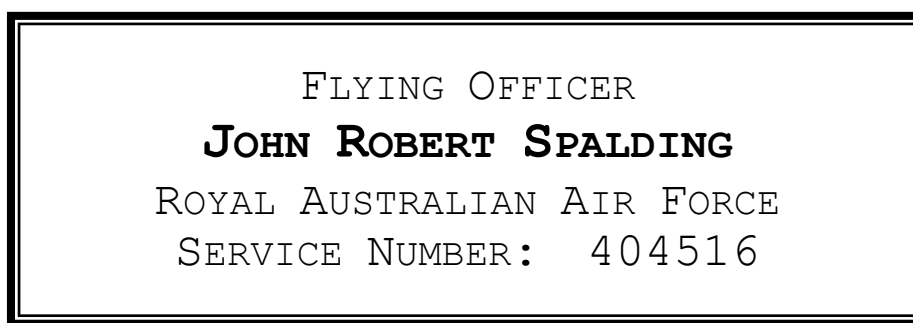 Flying Officer
John Robert Spalding
Royal Australian Air Force
Service Number: 404516